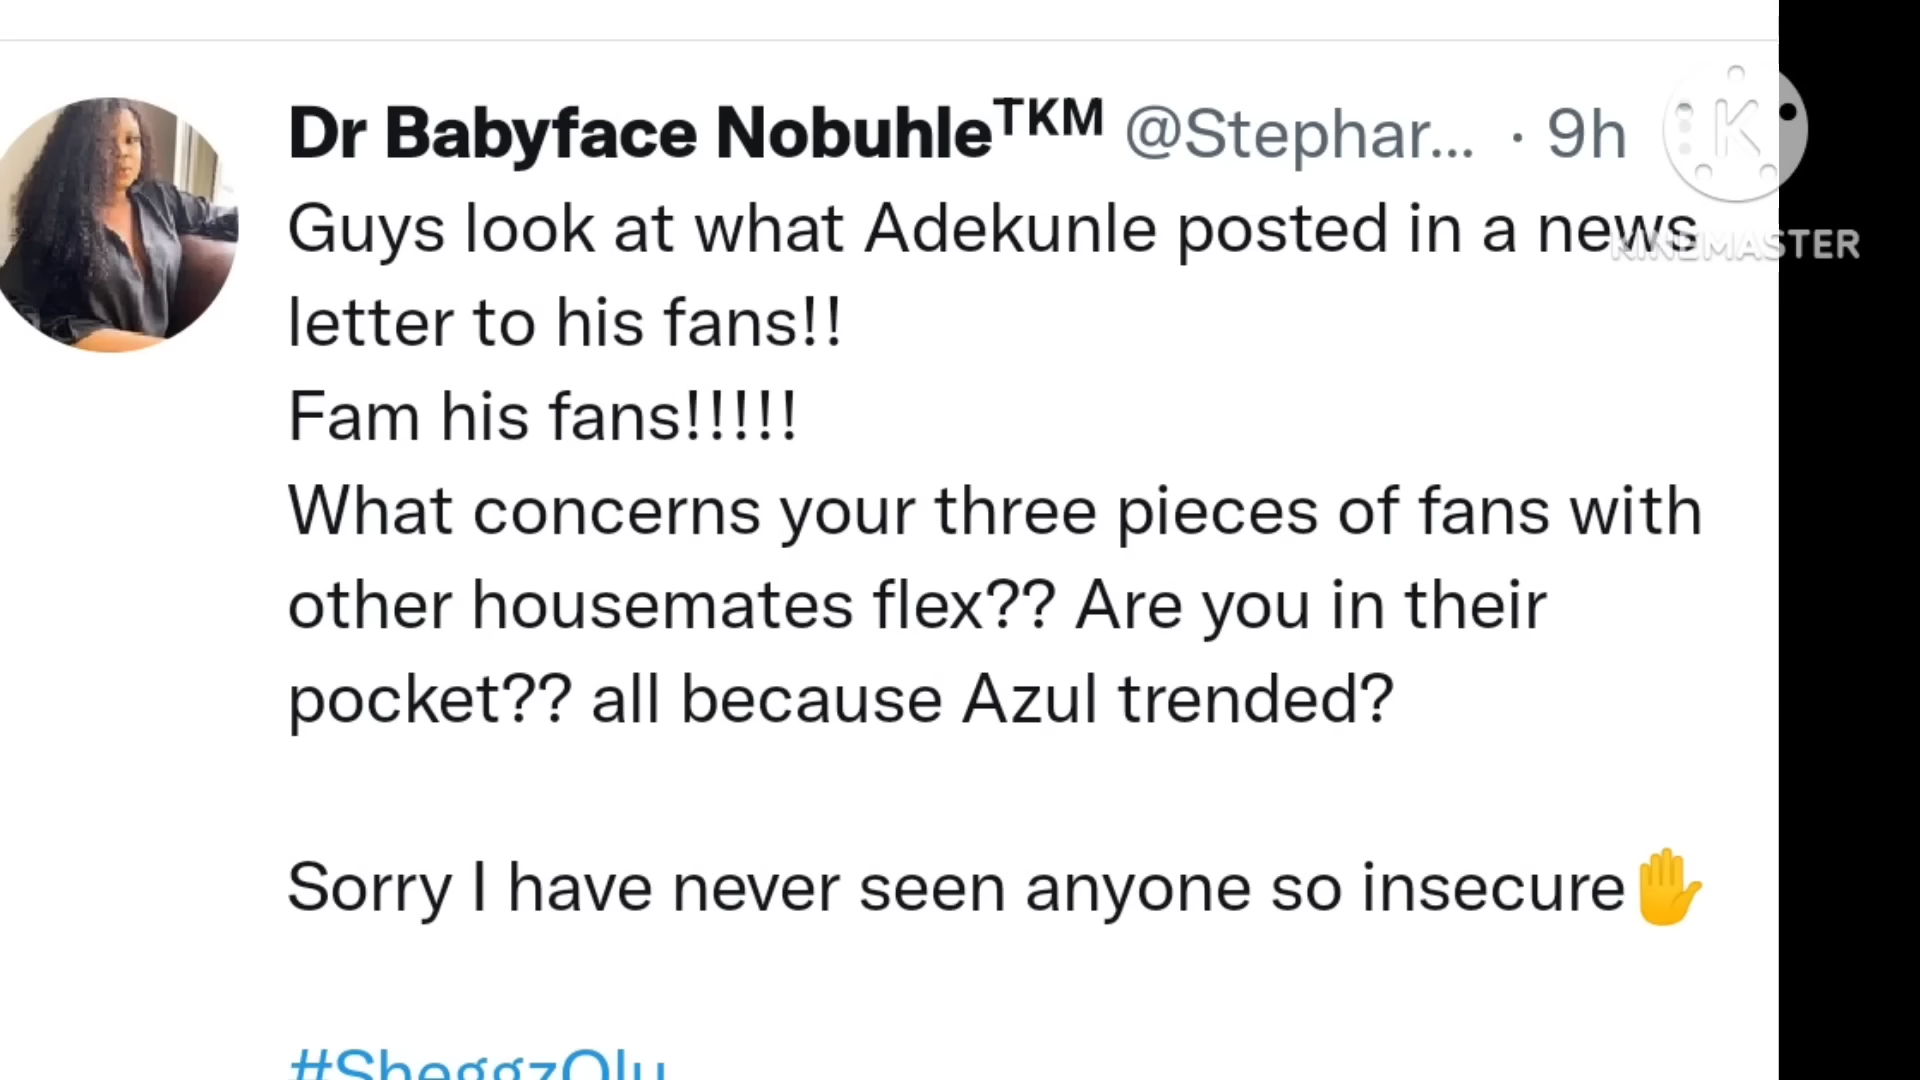 Dr Babyface Nobuhleᵀᴷᴹ @Stephar... · 9h
Guys look at what Adekunle posted in a news
letter to his fans!!
Fam his fans!!!!!
What concerns your three pieces of fans with
other housemates flex?? Are you in their
pocket?? all because Azul trended?
Sorry I have never seen anyone so insecure✋
#SheggzOlu
K
KINEMASTER